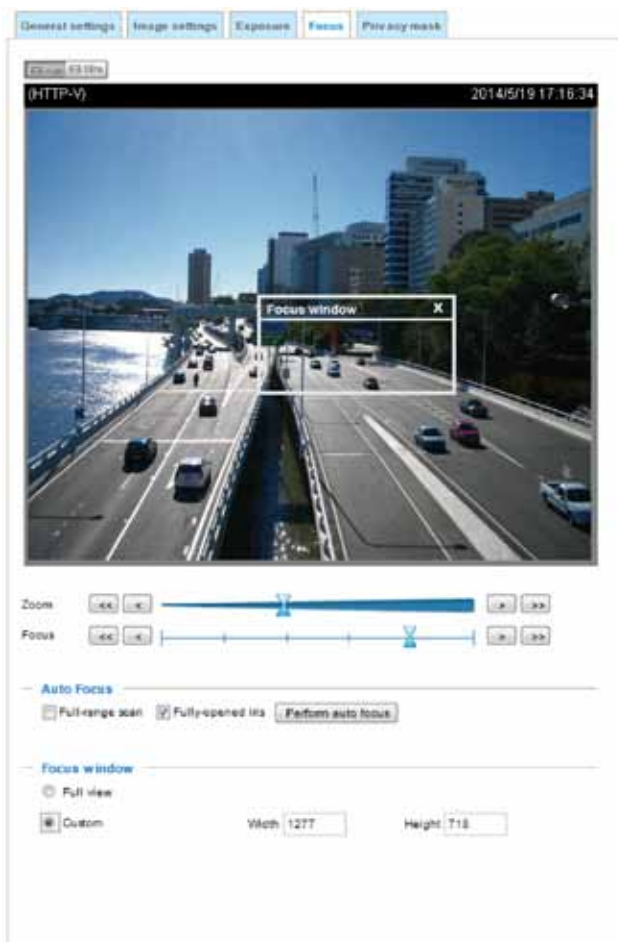 General settings Image settings Exposure Focus Privacy mask
(HTTP-V) 2014/5/19 17:16:34
Focus window X
Zoom << < > >>
Focus << < > >>
Auto Focus
Full-range scan Fully-opened iris Perform auto focus
Focus window
Full view
Custom Width 1277 Height 718